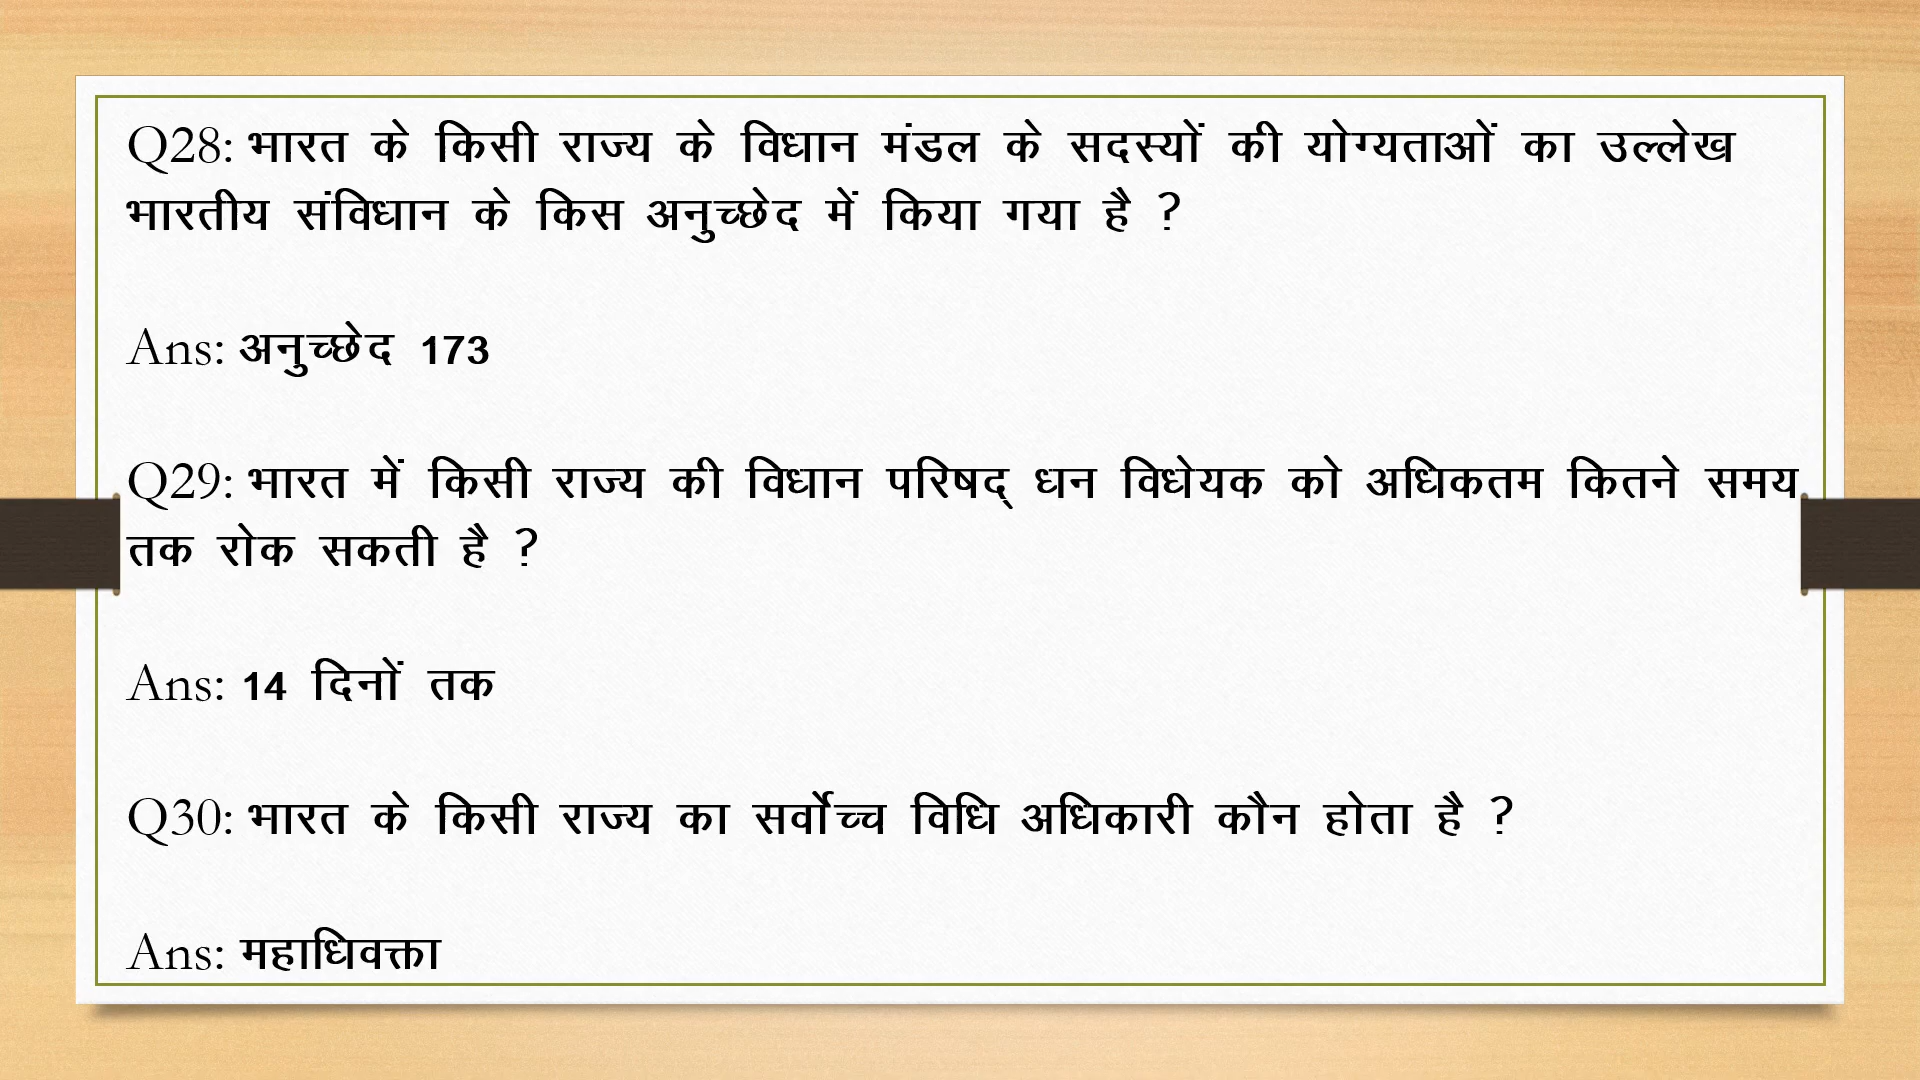 Q28: भारत के किसी राज्य के विधान मंडल के सदस्यों की योग्यताओं का उल्लेख
भारतीय संविधान के किस अनुच्छेद में किया गया है ?
Ans: अनुच्छेद 173
Q29: भारत में किसी राज्य की विधान परिषद् धन विधेयक को अधिकतम कितने समय
तक रोक सकती है ?
Ans: 14 दिनों तक
Q30: भारत के किसी राज्य का सर्वोच्च विधि अधिकारी कौन होता है ?
Ans: महाधिवक्ता